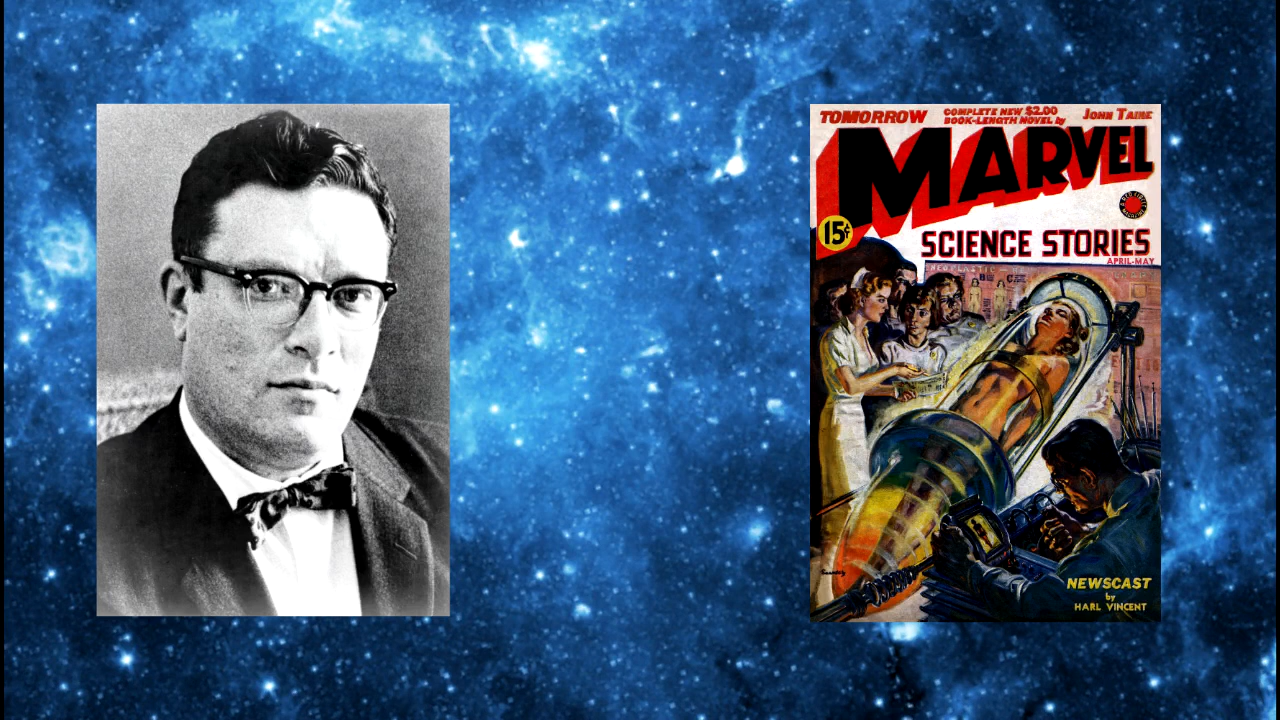 TOMORROW
COMPLETE NEW $2.00
BOOK-LENGTH NOVEL by
JOHN TAINE
MARVEL
15¢
SCIENCE STORIES
APRIL-MAY
NEWSCAST
by
HARL VINCENT